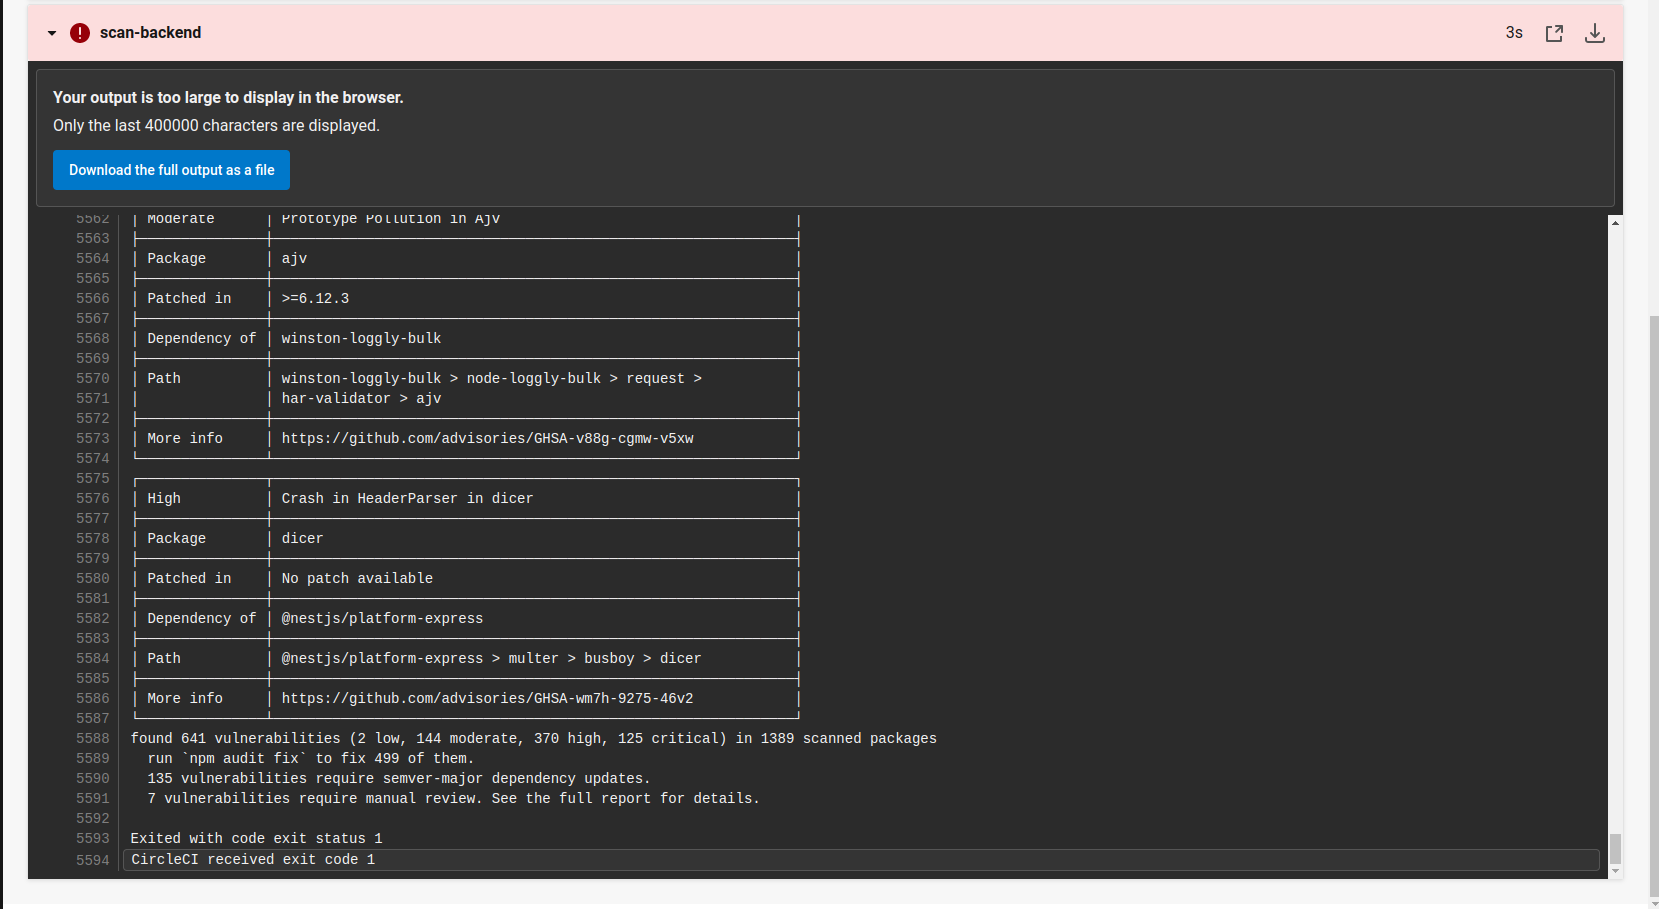 scan-backend
3s
Your output is too large to display in the browser.
Only the last 400000 characters are displayed.
Download the full output as a file
5562 | Moderate | Prototype Pollution in Ajv |
5563
5564 | Package | ajv |
5565
5566 | Patched in | >=6.12.3 |
5567
5568 | Dependency of | winston-loggly-bulk |
5569
5570 | Path | winston-loggly-bulk > node-loggly-bulk > request > |
5571 | | har-validator > ajv |
5572
5573 | More info | https://github.com/advisories/GHSA-v88g-cgmw-v5xw |
5574
5575
5576 | High | Crash in HeaderParser in dicer |
5577
5578 | Package | dicer |
5579
5580 | Patched in | No patch available |
5581
5582 | Dependency of | @nestjs/platform-express |
5583
5584 | Path | @nestjs/platform-express > multer > busboy > dicer |
5585
5586 | More info | https://github.com/advisories/GHSA-wm7h-9275-46v2 |
5587
5588 found 641 vulnerabilities (2 low, 144 moderate, 370 high, 125 critical) in 1389 scanned packages
5589 run `npm audit fix` to fix 499 of them.
5590 135 vulnerabilities require semver-major dependency updates.
5591 7 vulnerabilities require manual review. See the full report for details.
5592
5593 Exited with code exit status 1
5594 CircleCI received exit code 1